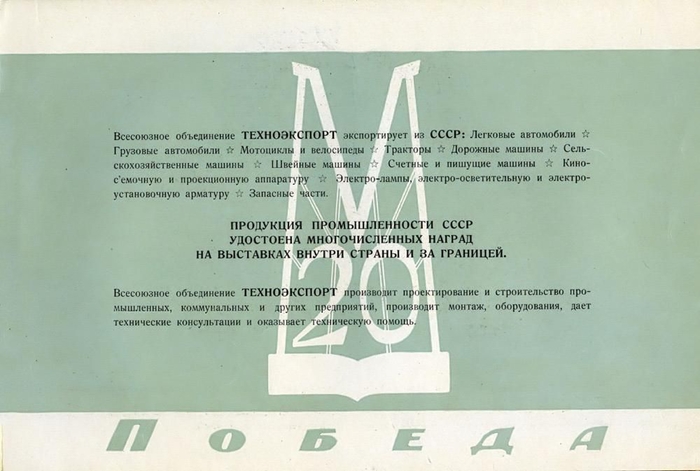 Всесоюзное объединение ТЕХНОЭКСПОРТ экспортирует из СССР: Легковые автомобили ☆
Грузовые автомобили ☆ Мотоциклы и велосипеды ☆ Тракторы ☆ Дорожные машины ☆ Сель-
скохозяйственные машины ☆ Швейные машины ☆ Счетные и пишущие машины ☆ Кино-
с'емочную и проекционную аппаратуру ☆ Электро-лампы, электро-осветительную и электро-
установочную арматуру ☆ Запасные части.
ПРОДУКЦИЯ ПРОМЫШЛЕННОСТИ СССР
УДОСТОЕНА МНОГОЧИСЛЕННЫХ НАГРАД
НА ВЫСТАВКАХ ВНУТРИ СТРАНЫ И ЗА ГРАНИЦЕЙ.
Всесоюзное объединение ТЕХНОЭКСПОРТ производит проектирование и строительство про-
мышленных, коммунальных и других предприятий, производит монтаж, оборудования, дает
технические консультации и оказывает техническую помощь.
М
20
ПОБЕДА